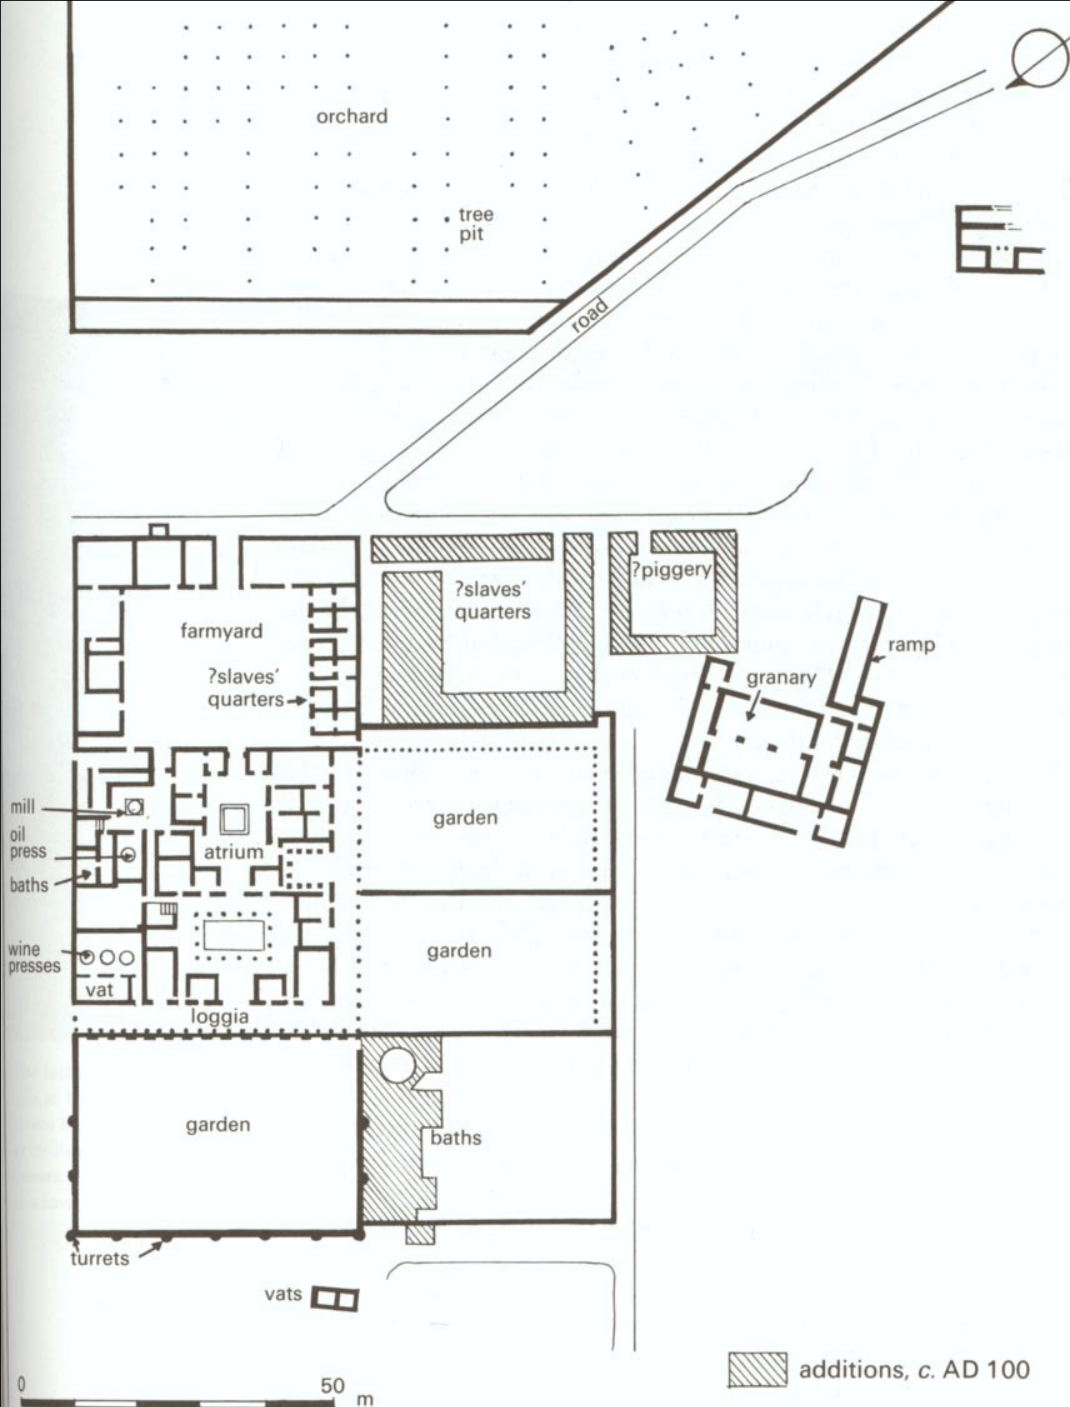 orchard
tree
pit
road
?piggery
?slaves'
quarters
farmyard
ramp
?slaves'
quarters
granary
mill
garden
oil
press
atrium
baths
wine
presses
garden
vat
loggia
garden
baths
turrets
vats
additions, c. AD 100
0
50
m